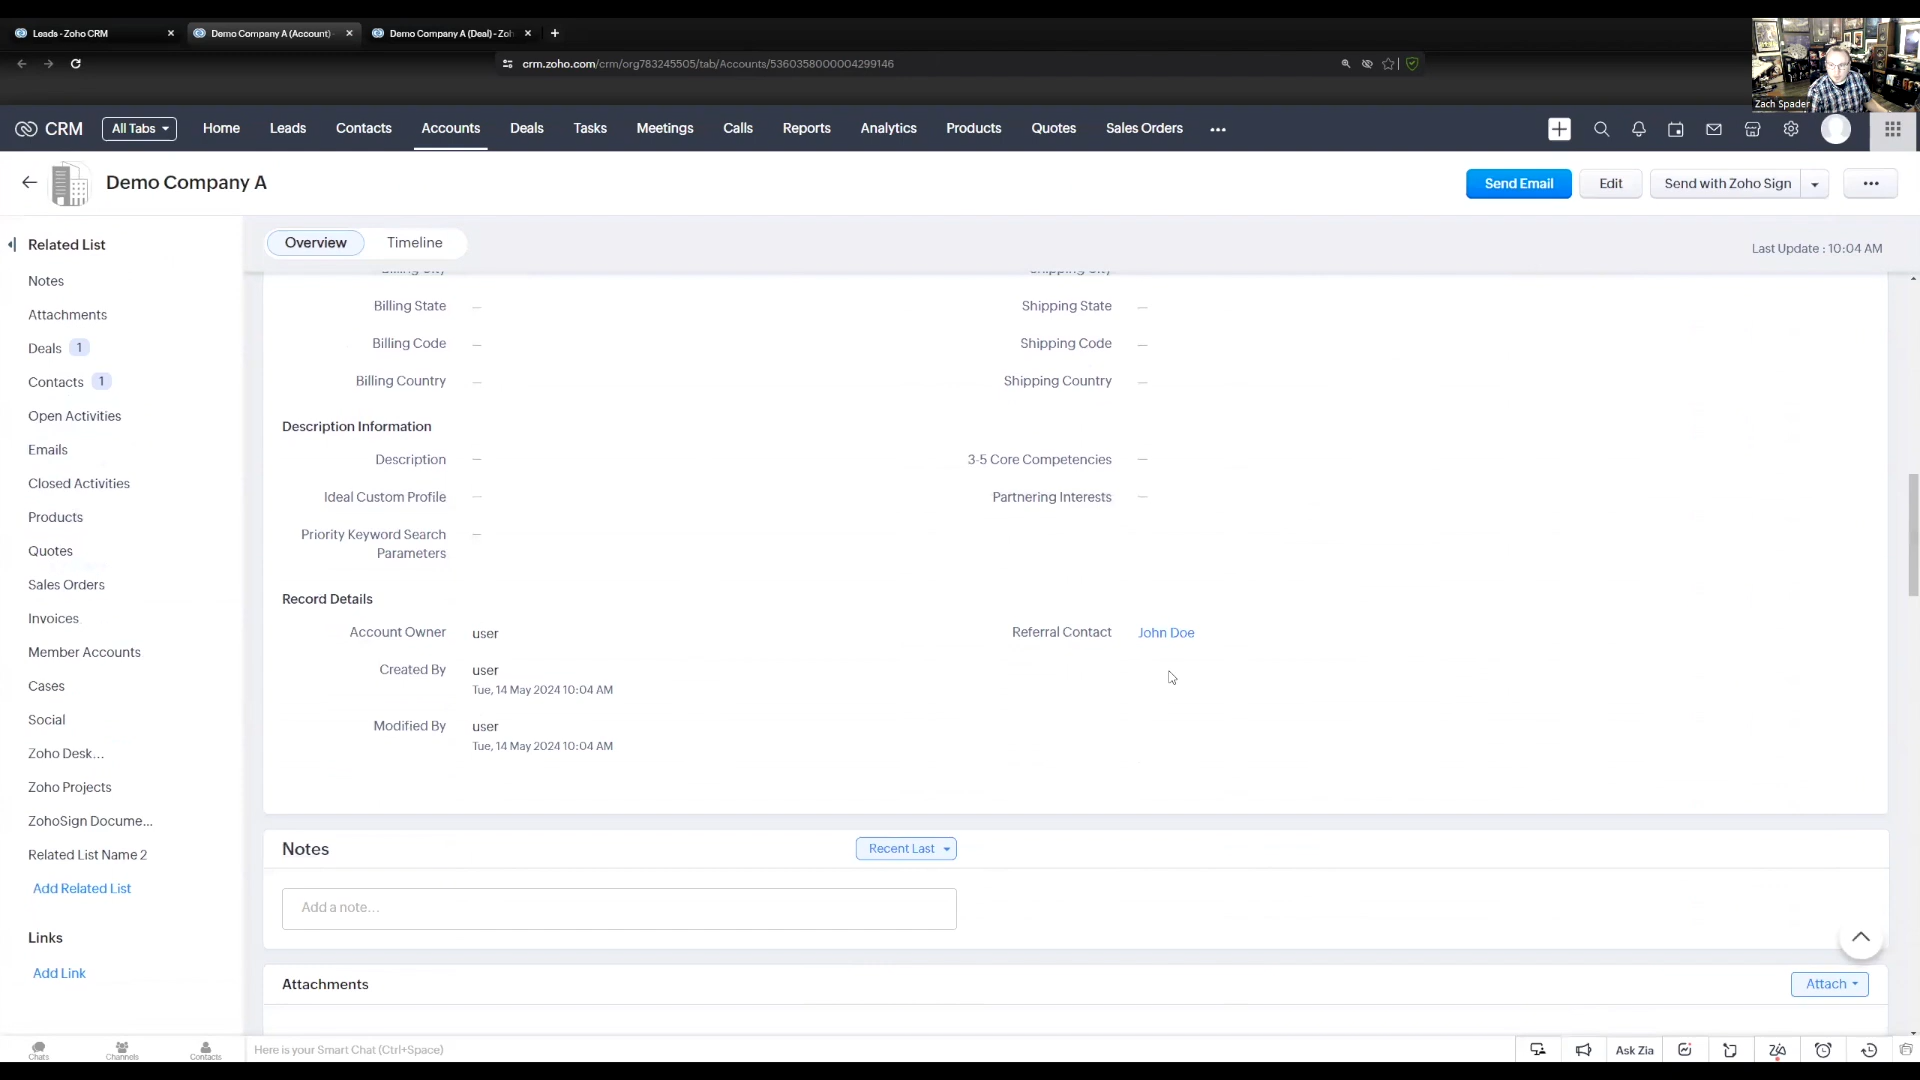 Leads - Zoho CRM
Demo Company A (Account)
Demo Company A (Deal) - Zoh
crm.zoho.com/crm/org783245505/tab/Accounts/5360358000004299146
Zach Spader
CRM
All Tabs
Home
Leads
Contacts
Accounts
Deals
Tasks
Meetings
Calls
Reports
Analytics
Products
Quotes
Sales Orders
Demo Company A
Send Email
Edit
Send with Zoho Sign
Related List
Overview
Timeline
Last Update : 10:04 AM
Notes
Attachments
Deals 1
Contacts 1
Open Activities
Emails
Closed Activities
Products
Quotes
Sales Orders
Invoices
Member Accounts
Cases
Social
Zoho Desk...
Zoho Projects
ZohoSign Docume...
Related List Name 2
Add Related List
Links
Add Link
Billing City
Shipping City
Billing State —
Shipping State —
Billing Code —
Shipping Code —
Billing Country —
Shipping Country —
Description Information
Description —
3-5 Core Competencies —
Ideal Custom Profile —
Partnering Interests —
Priority Keyword Search —
Parameters
Record Details
Account Owner user
Referral Contact John Doe
Created By user
Tue, 14 May 2024 10:04 AM
Modified By user
Tue, 14 May 2024 10:04 AM
Notes
Recent Last
Add a note...
Attachments
Attach
Chats
Channels
Contacts
Here is your Smart Chat (Ctrl+Space)
Ask Zia